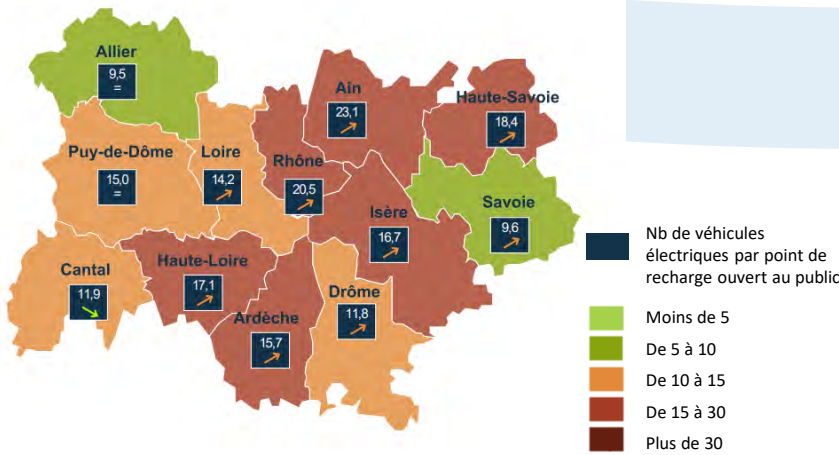 Allier
9,5
=
Ain
23,1
Haute-Savoie
18,4
Puy-de-Dôme
15,0
=
Loire
14,2
Rhône
20,5
Isère
16,7
Savoie
9,6
Cantal
11,9
Haute-Loire
17,1
Ardèche
15,7
Drôme
11,8
Nb de véhicules
électriques par point de
recharge ouvert au public
Moins de 5
De 5 à 10
De 10 à 15
De 15 à 30
Plus de 30